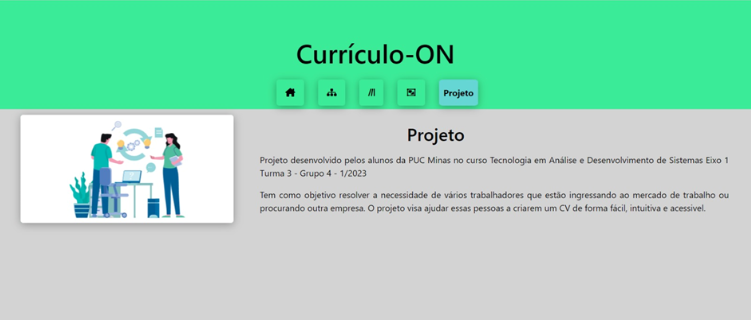 Currículo-ON
Projeto
Projeto
Projeto desenvolvido pelos alunos da PUC Minas no curso Tecnologia em Análise e Desenvolvimento de Sistemas Eixo 1
Turma 3 - Grupo 4 - 1/2023
Tem como objetivo resolver a necessidade de vários trabalhadores que estão ingressando ao mercado de trabalho ou
procurando outra empresa. O projeto visa ajudar essas pessoas a criarem um CV de forma fácil, intuitiva e acessivel.